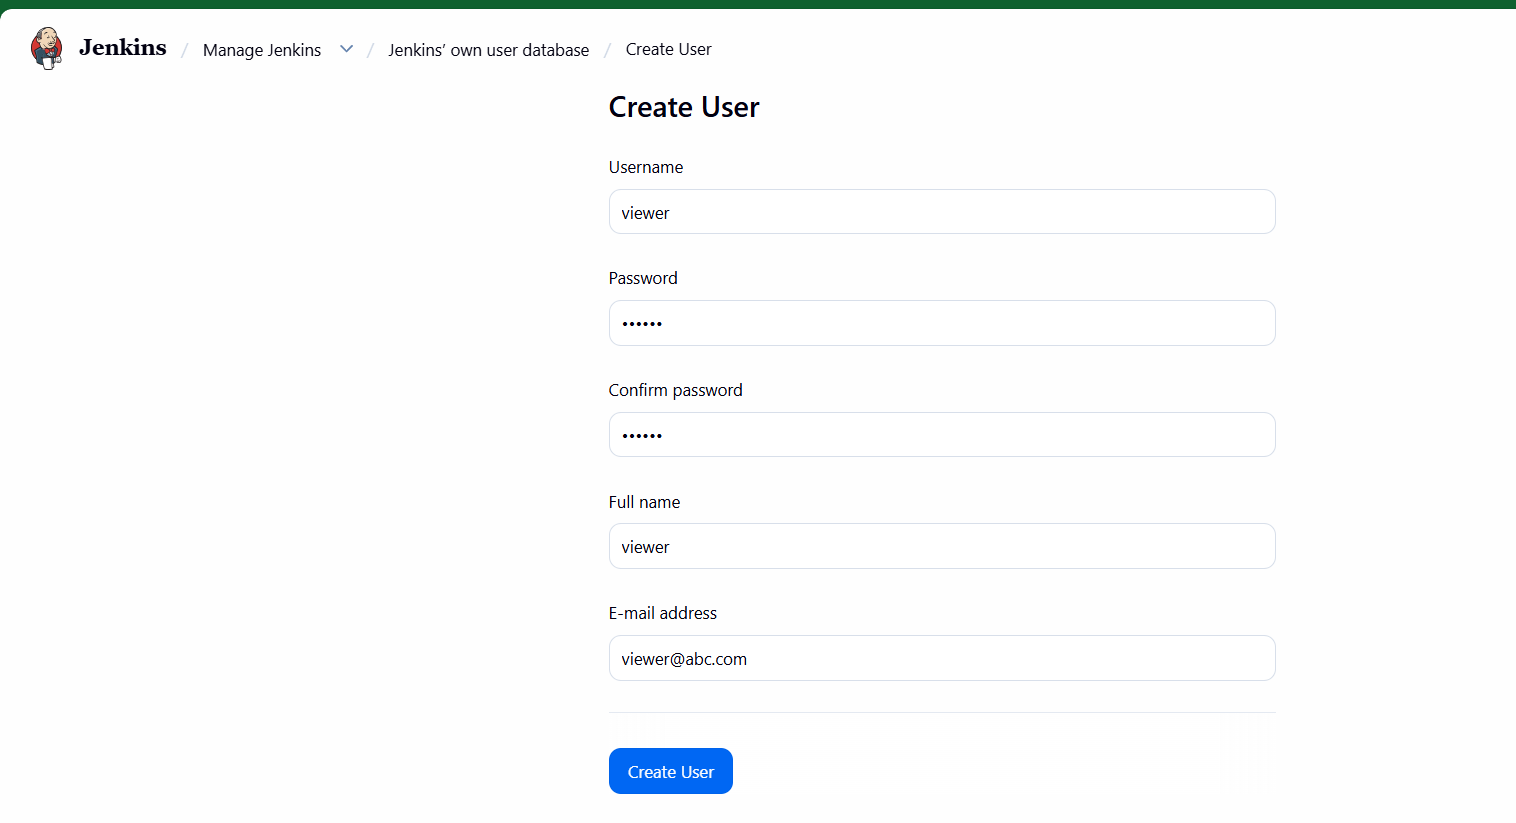 Jenkins / Manage Jenkins / Jenkins’ own user database / Create User
Create User
Username
viewer
Password
••••••
Confirm password
••••••
Full name
viewer
E-mail address
viewer@abc.com
Create User